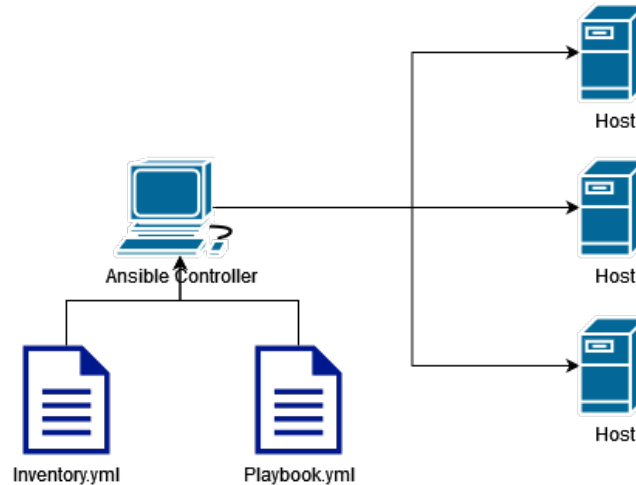 Host
Host
Ansible Controller
Host
Inventory.yml
Playbook.yml